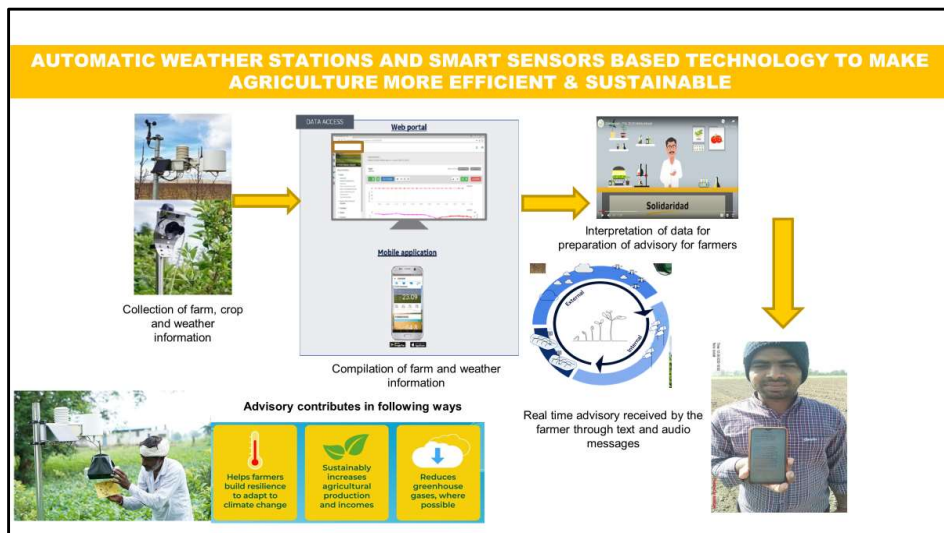 AUTOMATIC WEATHER STATIONS AND SMART SENSORS BASED TECHNOLOGY TO MAKE
AGRICULTURE MORE EFFICIENT & SUSTAINABLE
DATA ACCESS
Web portal
Mobile application
23.09
Solidaridad
Collection of farm, crop
and weather
information
Compilation of farm and weather
information
Interpretation of data for
preparation of advisory for farmers
External
Internal
Real time advisory received by the
farmer through text and audio
messages
Advisory contributes in following ways
Helps farmers
build resilience
to adapt to
climate change
Sustainably
increases
agricultural
production
and incomes
Reduces
greenhouse
gases, where
possible